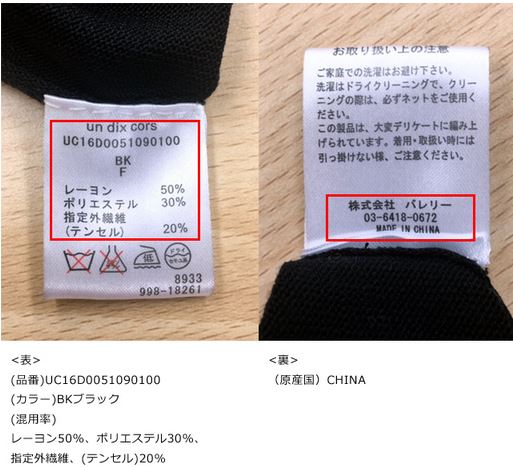 un dix cors
UC16D0051090100
BK
F
レーヨン 50%
ポリエステル 30%
指定外繊維
(テンセル) 20%
低
ドライ
セキユ系
8933
998-18261
お取り扱い上の注意
ご家庭での洗濯はお避け下さい。
洗濯はドライクリーニングで、クリー
ニングの際は、必ずネットをご使用く
ださい。
この製品は、大変デリケートに編み上
げられています。着用・取扱い時には
引っ掛けない様、ご注意ください。
株式会社 バレリー
03-6418-0672
MADE IN CHINA
<表>
(品番)UC16D0051090100
(カラー)BKブラック
(混用率)
レーヨン50%、ポリエステル30%、
指定外繊維、(テンセル)20%
<裏>
（原産国）CHINA